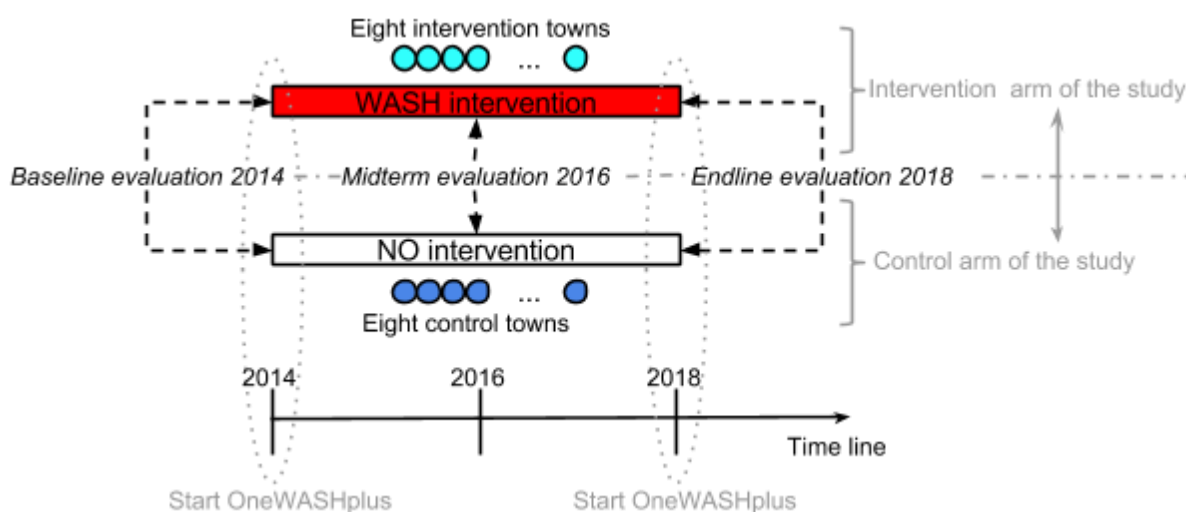 Eight intervention towns
...
WASH intervention
Intervention arm of the study
Baseline evaluation 2014
Midterm evaluation 2016
Endline evaluation 2018
NO intervention
Control arm of the study
...
Eight control towns
2014
2016
2018
Time line
Start OneWASHplus
Start OneWASHplus